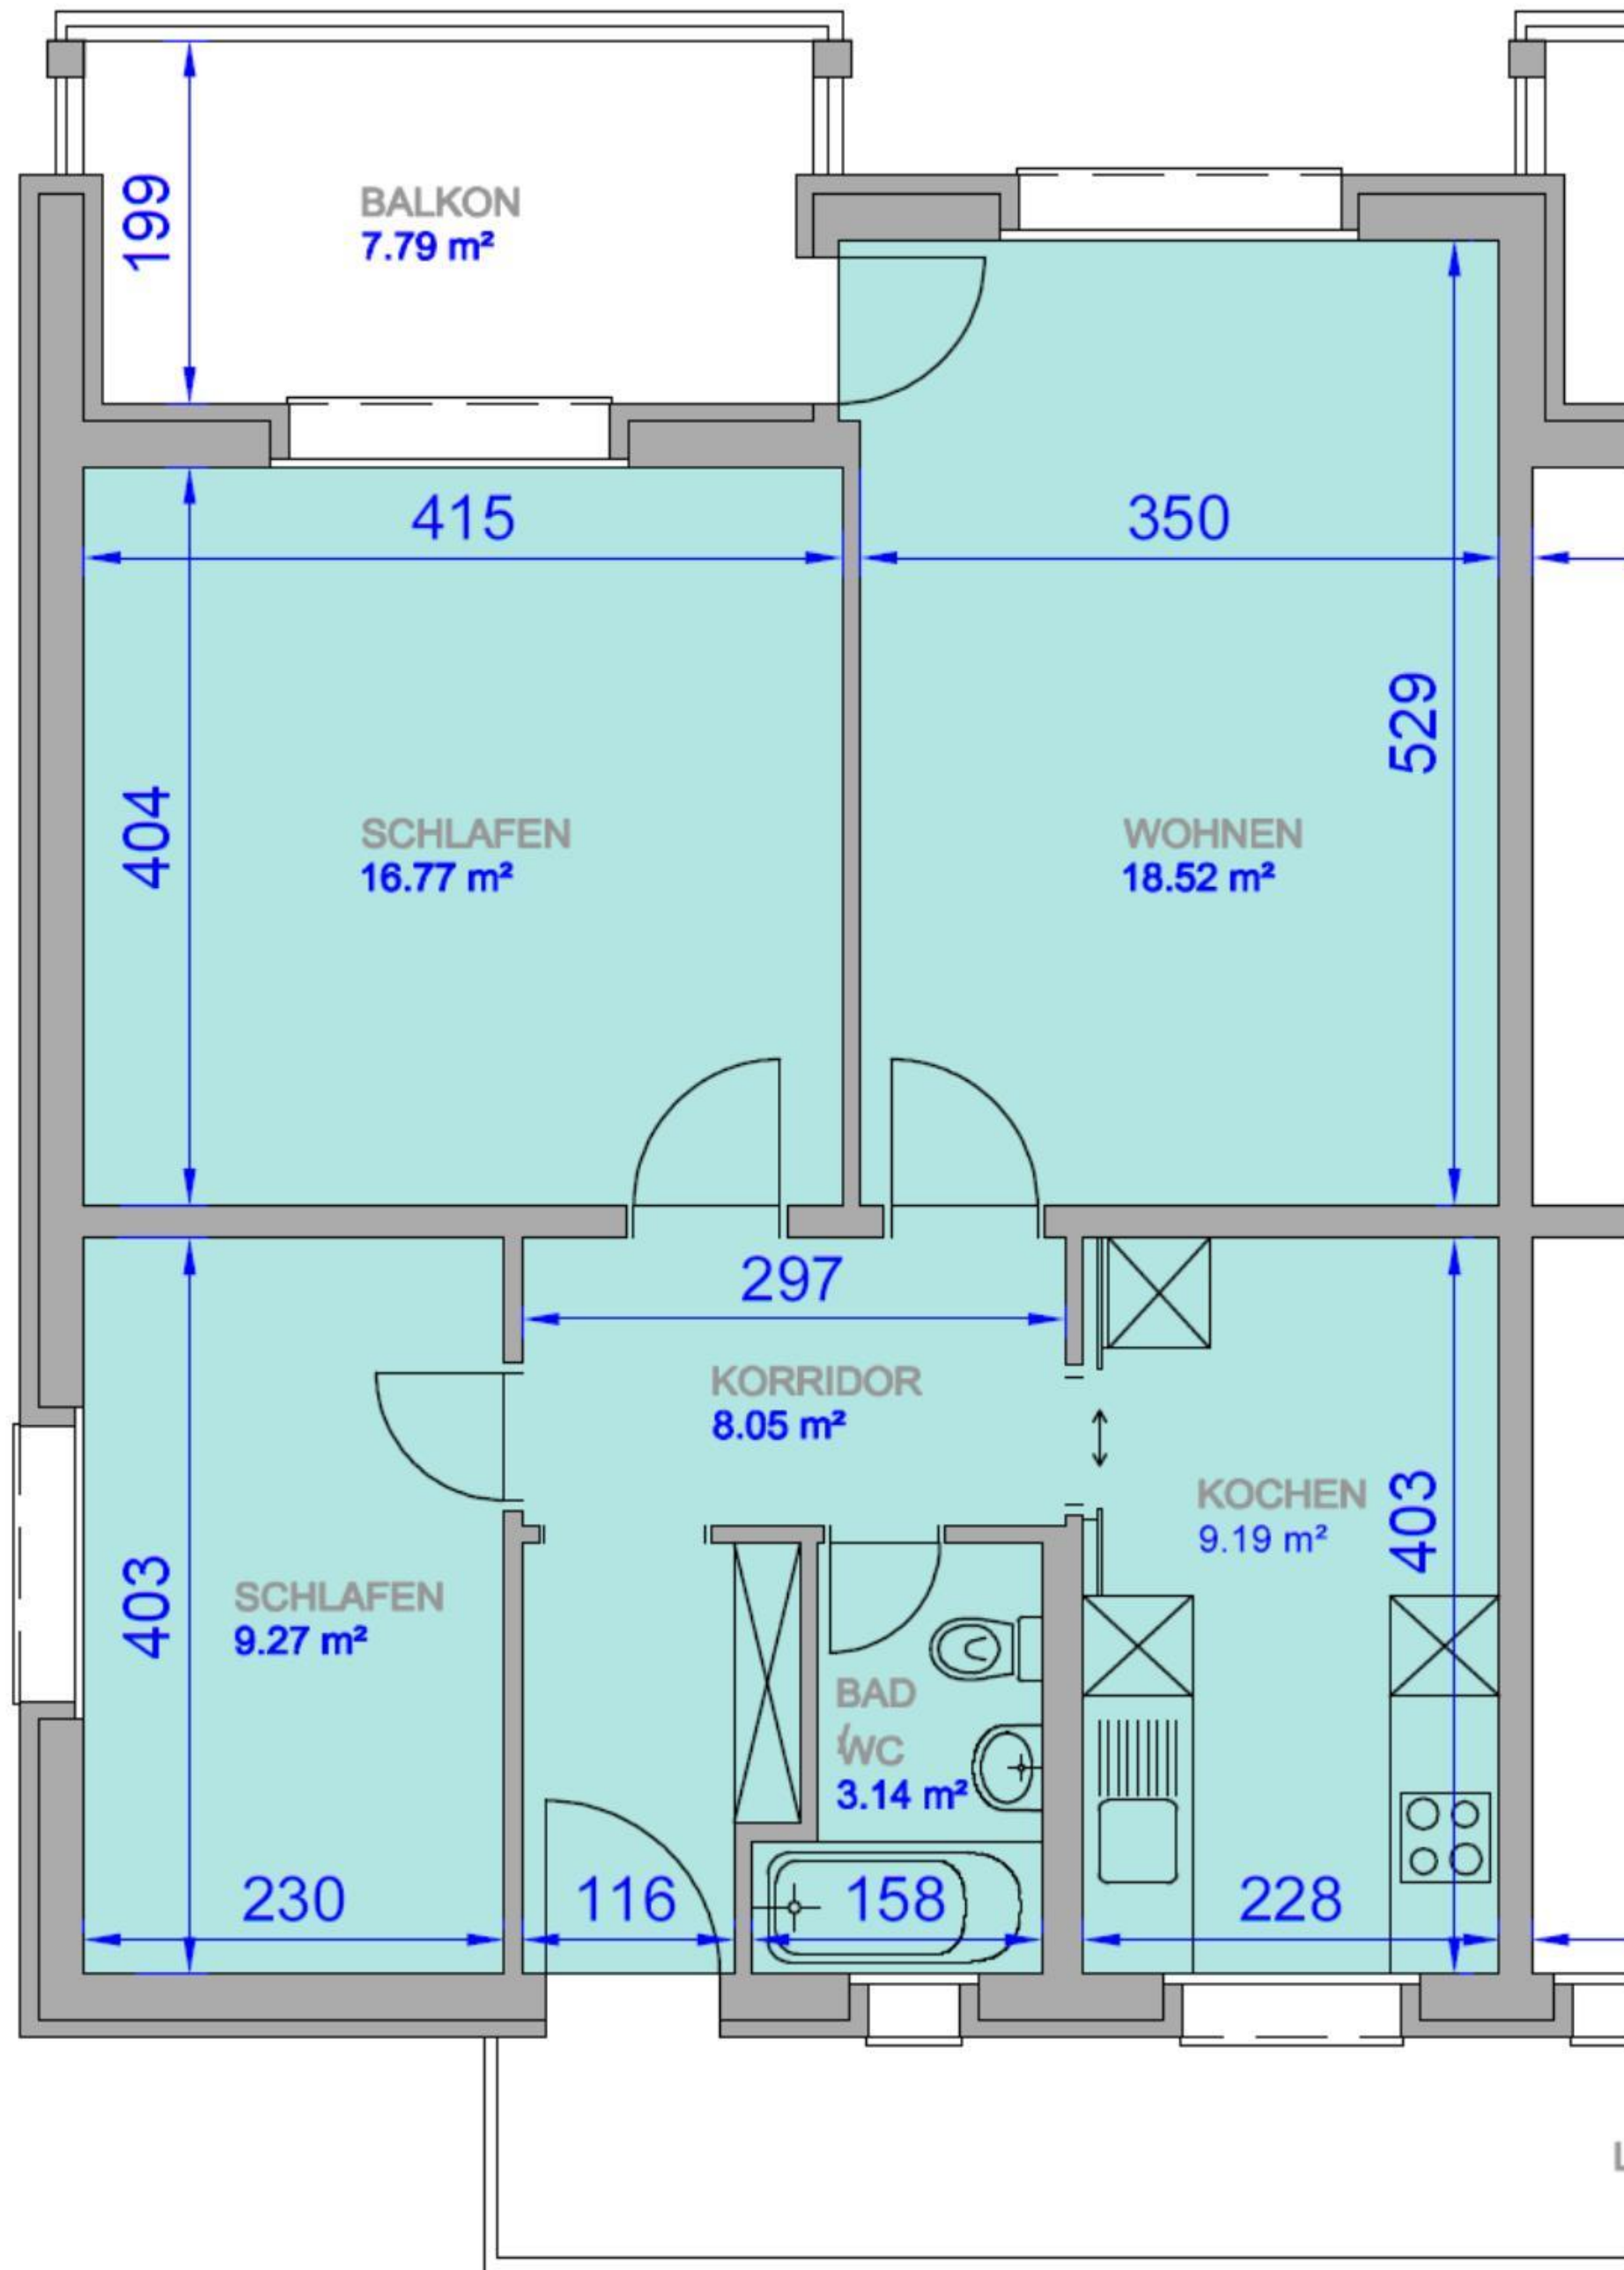 199
BALKON
7.79 m²
415
350
529
404
SCHLAFEN
16.77 m²
WOHNEN
18.52 m²
297
KORRIDOR
8.05 m²
KOCHEN
9.19 m²
403
403
SCHLAFEN
9.27 m²
BAD
/
WC
3.14 m²
230
116
158
228
L